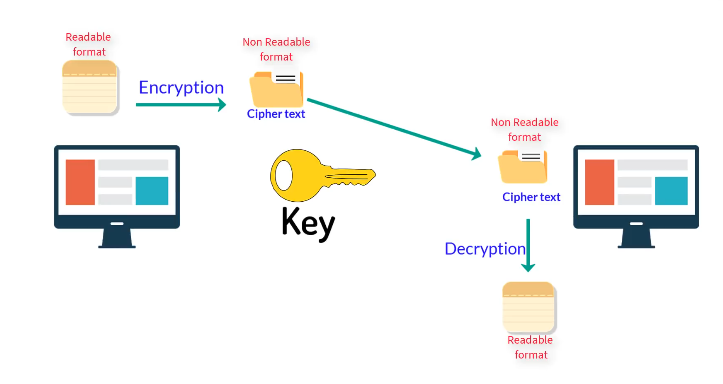 Readable
format
Encryption
Non Readable
format
Cipher text
Key
Non Readable
format
Cipher text
Decryption
Readable
format